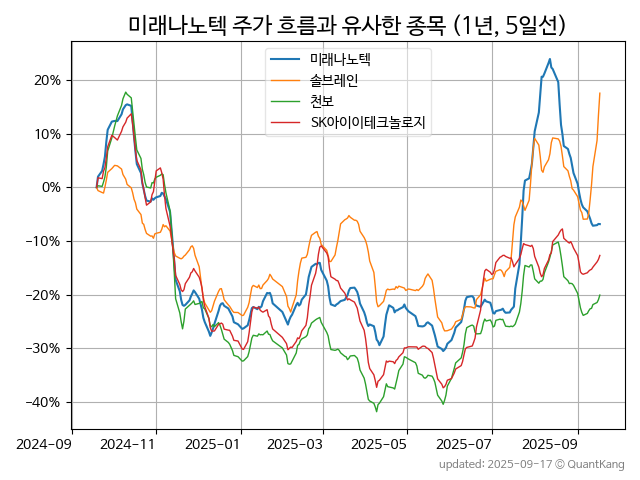 미래나노텍 주가 흐름과 유사한 종목 (1년, 5일선)
미래나노텍
솔브레인
천보
SK아이이테크놀로지
20%
10%
0%
−10%
−20%
−30%
−40%
2024-09 2024-11 2025-01 2025-03 2025-05 2025-07 2025-09
updated: 2025-09-17 © QuantKang